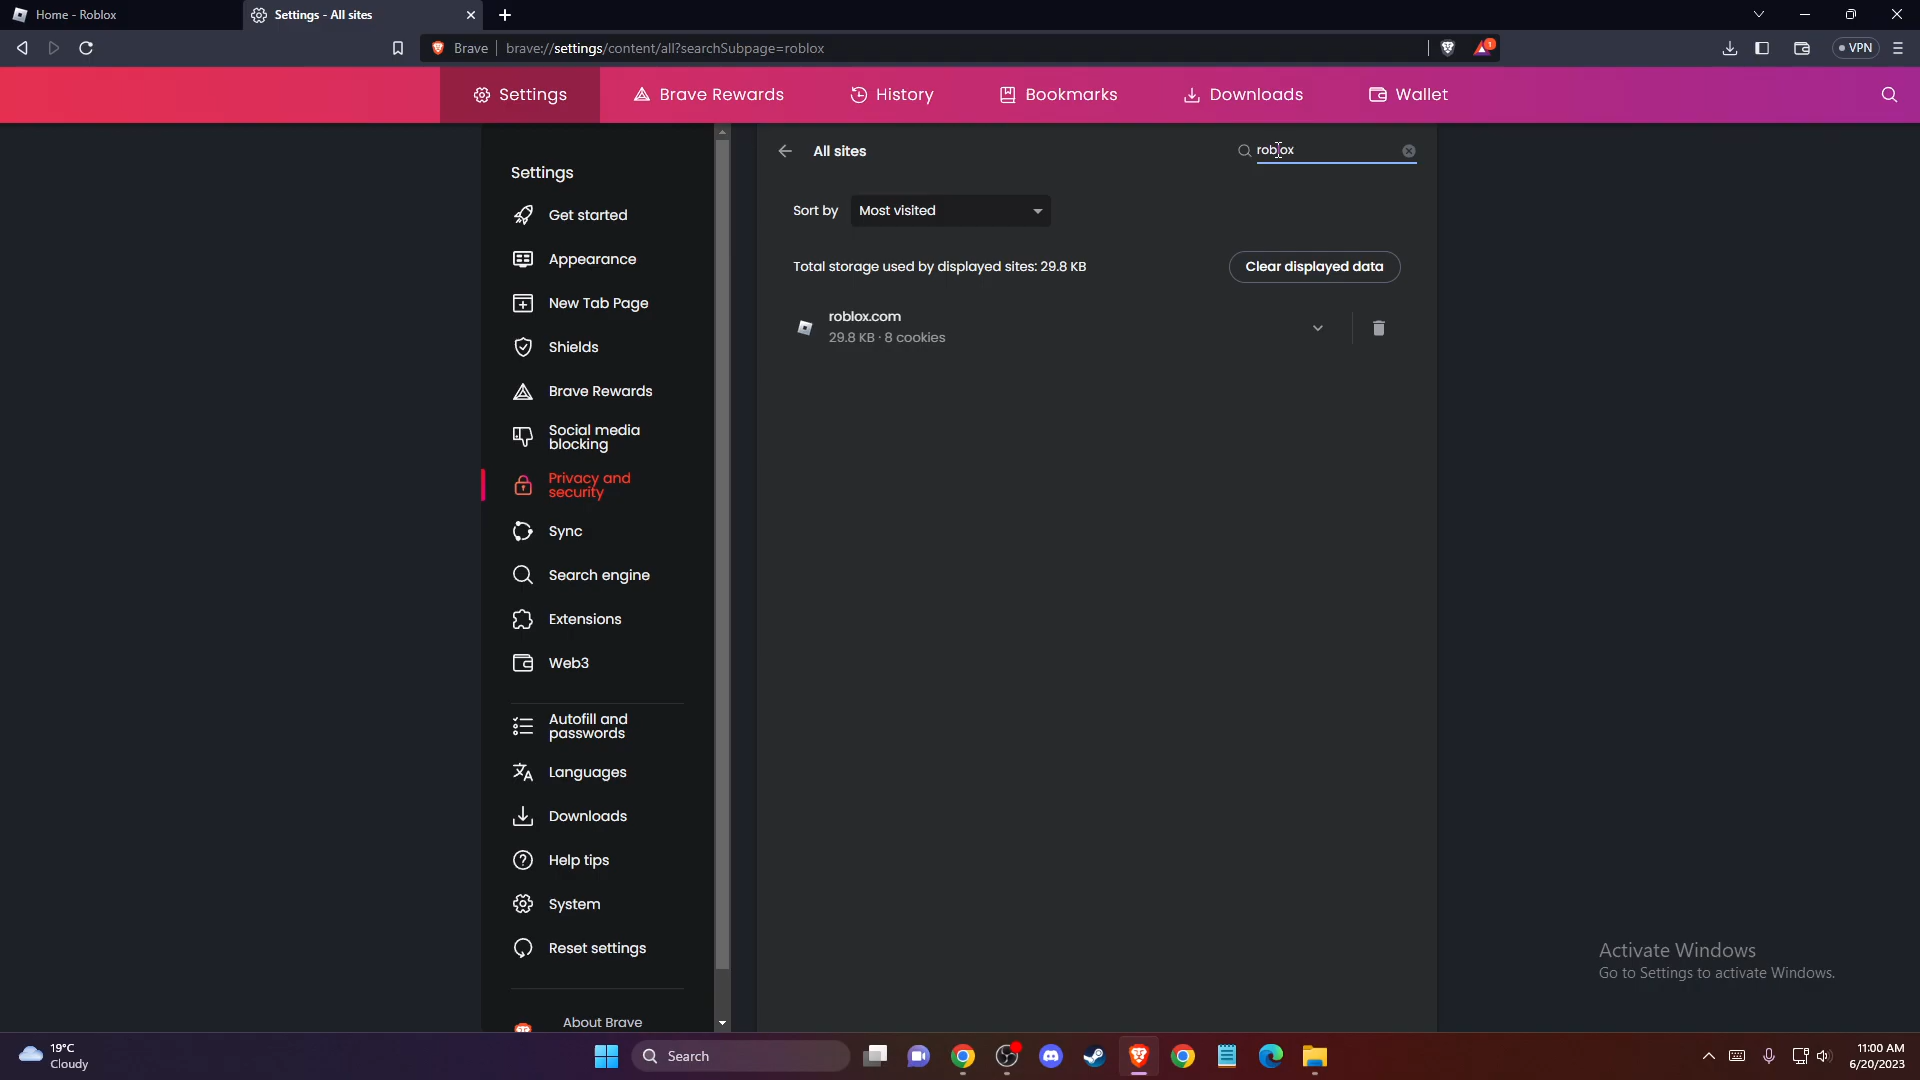 Home - Roblox
Settings - All sites
Brave
brave://settings/content/all?searchSubpage=roblox
1
VPN
Settings
Brave Rewards
History
Bookmarks
Downloads
Wallet
Settings
Get started
Appearance
New Tab Page
Shields
Brave Rewards
Social media
blocking
Privacy and
security
Sync
Search engine
Extensions
Web3
Autofill and
passwords
Languages
Downloads
Help tips
System
Reset settings
About Brave
All sites
roblox
Sort by
Most visited
Total storage used by displayed sites: 29.8 KB
Clear displayed data
roblox.com
29.8 KB · 8 cookies
Activate Windows
Go to Settings to activate Windows.
19°C
Cloudy
Search
11:00 AM
6/20/2023